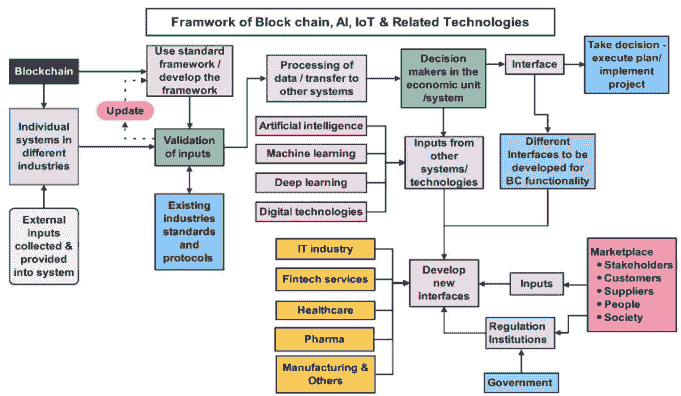 Framwork of Block chain, AI, IoT & Related Technologies
Blockchain
Use standard
framework /
develop the
framework
Processing of
data / transfer to
other systems
Decision
makers in the
economic unit
/system
Interface
Take decision -
execute plan/
implement
project
Update
Individual
systems in
different
industries
Validation
of inputs
Artificial intelligence
Machine learning
Deep learning
Digital technologies
Inputs from
other
systems/
technologies
Different
Interfaces to be
developed for
BC functionality
External
inputs
collected &
provided
into system
Existing
industries
standards
and
protocols
IT industry
Fintech services
Healthcare
Pharma
Manufacturing &
Others
Develop
new
interfaces
Inputs
Regulation
Institutions
Government
Marketplace
• Stakeholders
• Customers
• Suppliers
• People
• Society